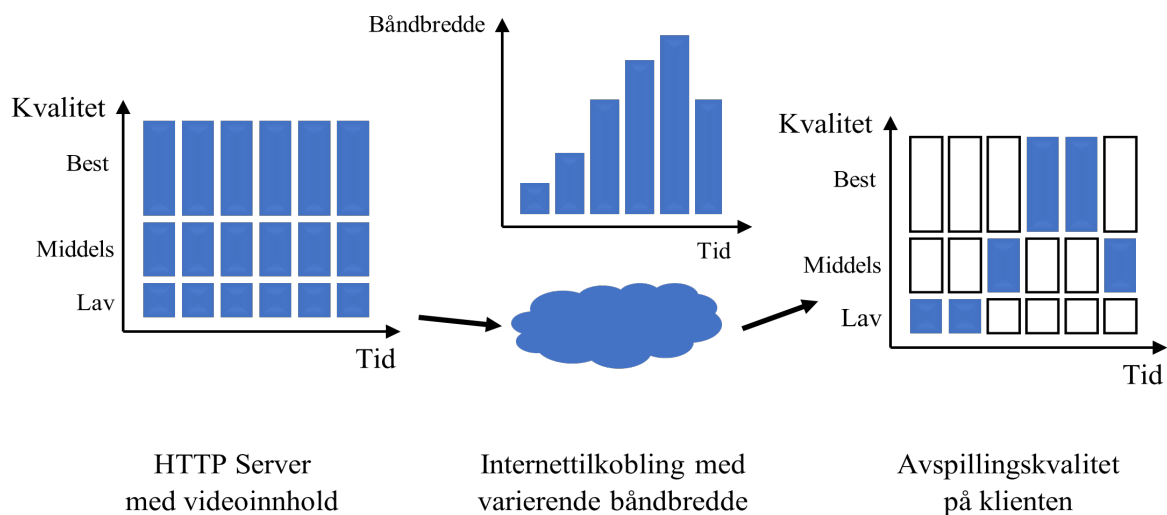 Kvalitet
Best
Middels
Lav
Tid
HTTP Server
med videoinnhold
Båndbredde
Tid
Internettilkobling med
varierende båndbredde
Kvalitet
Best
Middels
Lav
Tid
Avspillingskvalitet
på klienten